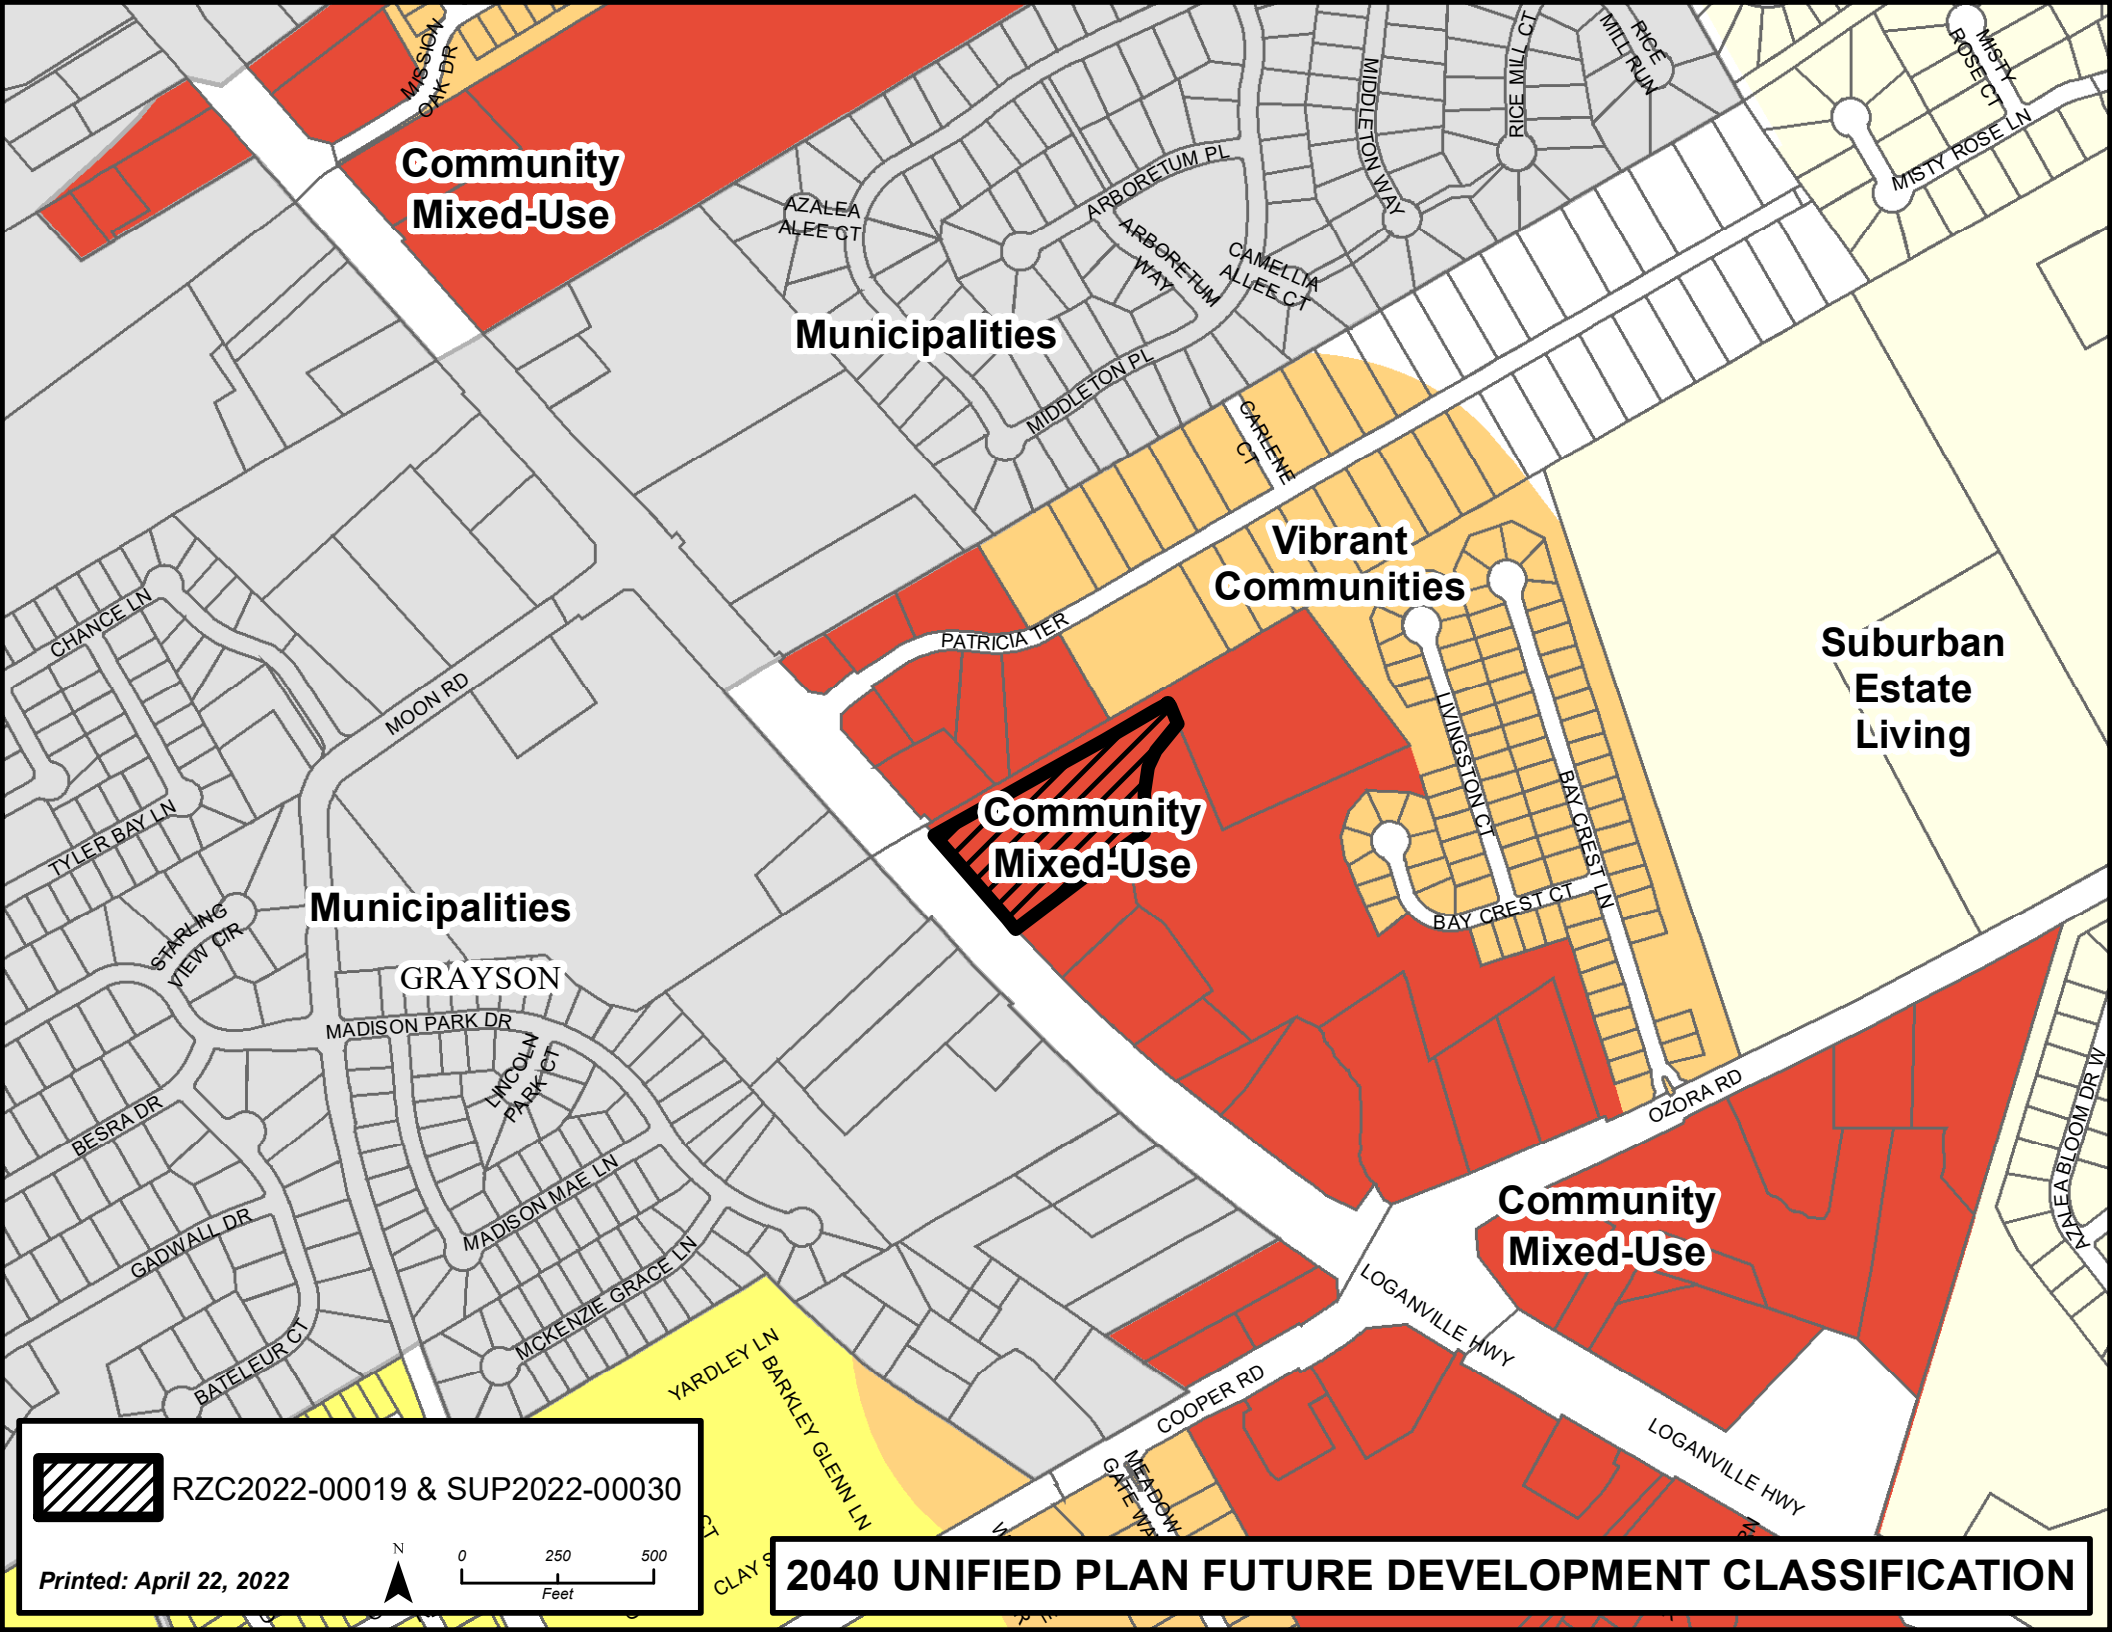 MISSION
OAK DR
Community
Mixed-Use
AZALEA
ALEE CT
ARBORETUM PL
ARBORETUM
WAY
CAMELLIA
ALLEE CT
MIDDLETON WAY
RICE MILL CT
RICE
MILL RUN
MISTY
ROSE CT
MISTY ROSE LN
Municipalities
MIDDLETON PL
CARLENE
CT
Vibrant
Communities
PATRICIA TER
Suburban
Estate
Living
CHANCE LN
MOON RD
TYLER BAY LN
LIVINGSTON CT
BAY CREST LN
BAY CREST CT
Community
Mixed-Use
STARLING
VIEW CIR
Municipalities
GRAYSON
MADISON PARK DR
LINCOLN
PARK CT
BESRA DR
MADISON MAE LN
GADWALL DR
MCKENZIE GRACE LN
BATELEUR CT
OZORA RD
AZALEA BLOOM DR W
Community
Mixed-Use
LOGANVILLE HWY
COOPER RD
LOGANVILLE HWY
YARDLEY LN
BARKLEY GLENN LN
MEADOW
GATE WAY
CT
CLAY S
RZC2022-00019 & SUP2022-00030
Printed: April 22, 2022
N
0 250 500
Feet
2040 UNIFIED PLAN FUTURE DEVELOPMENT CLASSIFICATION